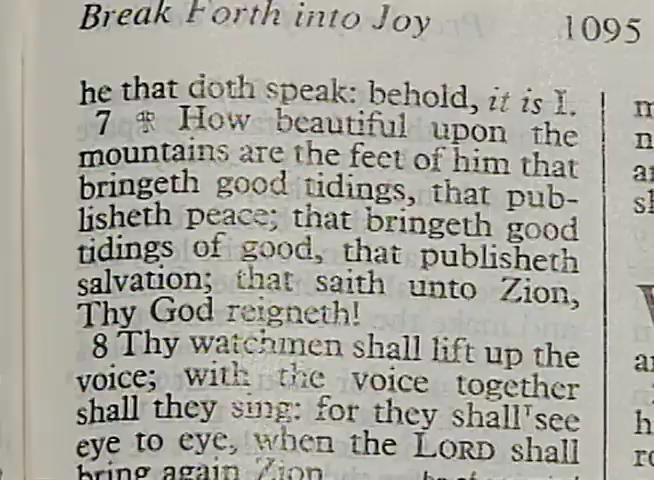 Break Forth into Joy 1095
he that doth speak: behold, it is I.
7 How beautiful upon the
mountains are the feet of him that
bringeth good tidings, that pub-
lisheth peace; that bringeth good
tidings of good, that publisheth
salvation; that saith unto Zion,
Thy God reigneth!
8 Thy watchmen shall lift up the
voice; with the voice together
shall they sing: for they shall see
eye to eye, when the LORD shall
bring again Zion